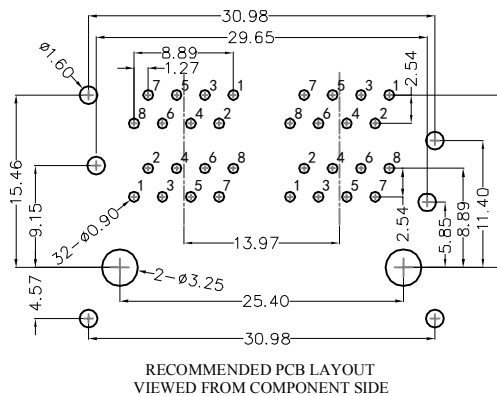 30.98
29.65
ø1.60
8.89
1.27
2.54
7 5 3 1 7 5 3 1
8 6 4 2 8 6 4 2
15.46
9.15
11.40
2 4 6 8 2 4 6 8
1 3 5 7 1 3 5 7
32-ø0.90
2.54
5.85
8.89
13.97
2-ø3.25
4.57
25.40
30.98
RECOMMENDED PCB LAYOUT
VIEWED FROM COMPONENT SIDE